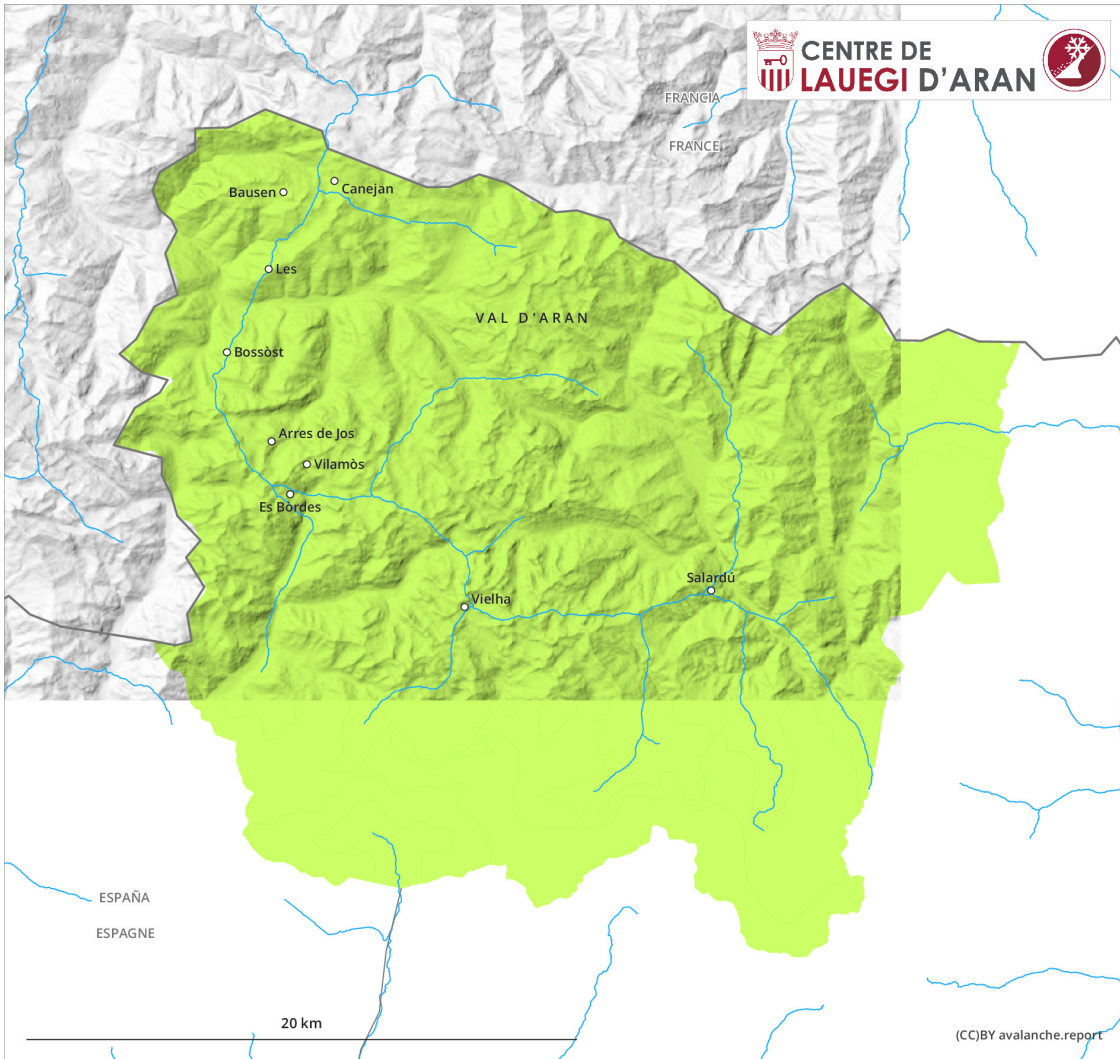 CENTRE DE
LAUEGI D'ARAN
FRANCIA
FRANCE
Bausen
Canejan
Les
VAL D'ARAN
Bossòst
Arres de Jos
Vilamòs
Es Bòrdes
Salardú
Vielha
ESPAÑA
ESPAGNE
20 km
(CC)BY avalanche.report